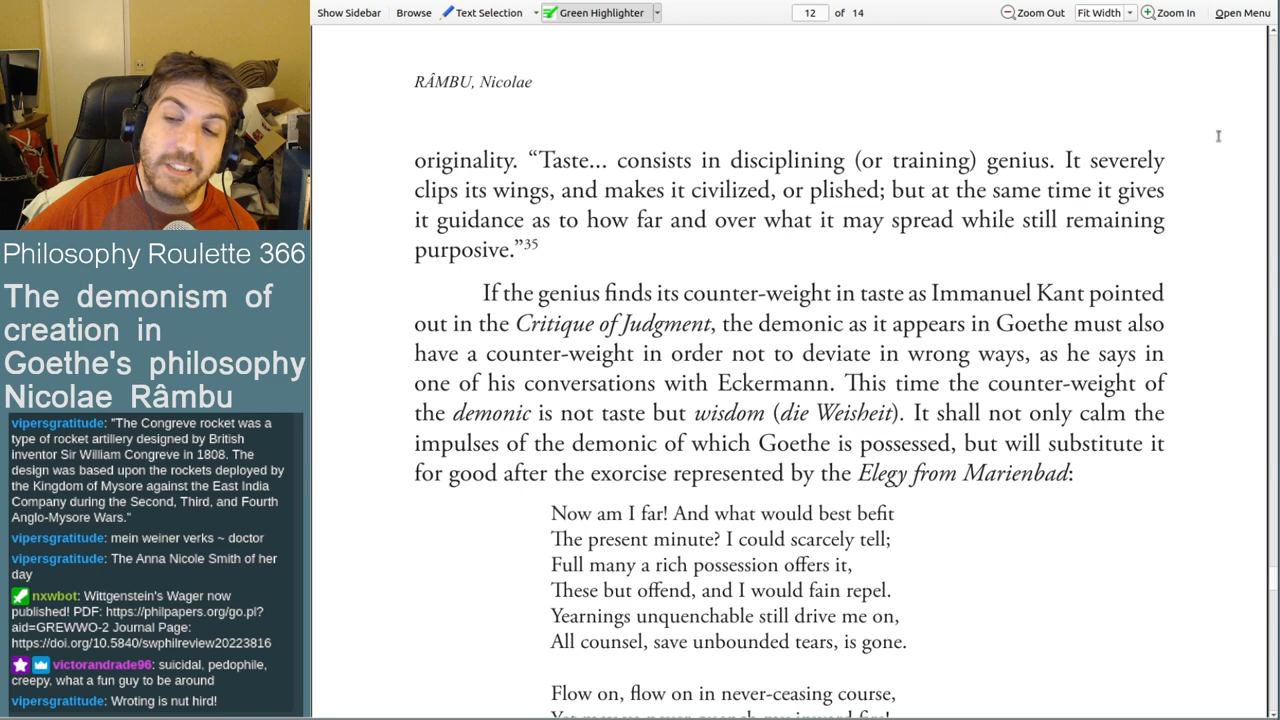 Show Sidebar Browse Text Selection Green Highlighter 12 of 14 Zoom Out Fit Width Zoom In Open Menu
RÂMBU, Nicolae
originality. “Taste... consists in disciplining (or training) genius. It severely
clips its wings, and makes it civilized, or plished; but at the same time it gives
it guidance as to how far and over what it may spread while still remaining
purposive.”35
If the genius finds its counter-weight in taste as Immanuel Kant pointed
out in the Critique of Judgment, the demonic as it appears in Goethe must also
have a counter-weight in order not to deviate in wrong ways, as he says in
one of his conversations with Eckermann. This time the counter-weight of
the demonic is not taste but wisdom (die Weisheit). It shall not only calm the
impulses of the demonic of which Goethe is possessed, but will substitute it
for good after the exorcise represented by the Elegy from Marienbad:
Now am I far! And what would best befit
The present minute? I could scarcely tell;
Full many a rich possession offers it,
These but offend, and I would fain repel.
Yearnings unquenchable still drive me on,
All counsel, save unbounded tears, is gone.
Flow on, flow on in never-ceasing course,
Philosophy Roulette 366
The demonism of
creation in
Goethe's philosophy
Nicolae Râmbu
vipersgratitude: "The Congreve rocket was a
type of rocket artillery designed by British
inventor Sir William Congreve in 1808. The
design was based upon the rockets deployed by
the Kingdom of Mysore against the East India
Company during the Second, Third, and Fourth
Anglo-Mysore Wars."
vipersgratitude: mein weiner verks ~ doctor
vipersgratitude: The Anna Nicole Smith of her
day
nxwbot: Wittgenstein's Wager now
published! PDF: https://philpapers.org/go.pl?
aid=GREWWO-2 Journal Page:
https://doi.org/10.5840/swphilreview20223816
victorandrade96: suicidal, pedophile,
creepy, what a fun guy to be around
vipersgratitude: Wroting is nut hird!